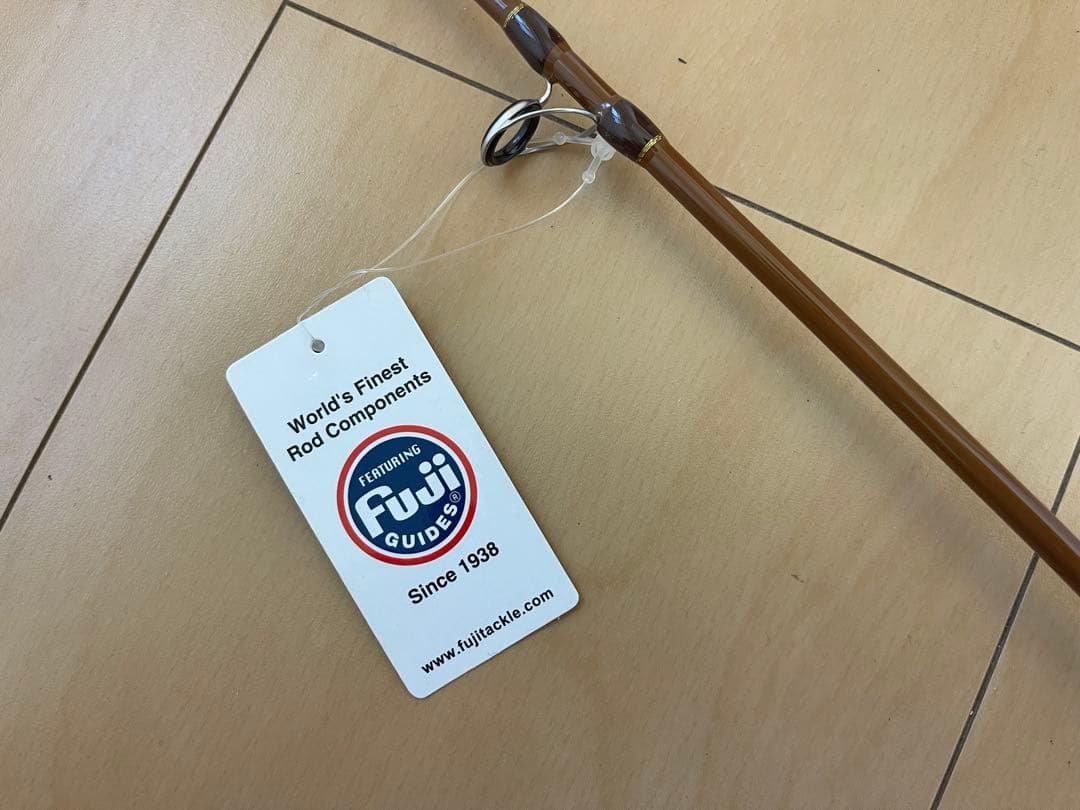 World's Finest
Rod Components
FEATURING
Fuji
GUIDES®
Since 1938
www.fujitackle.com